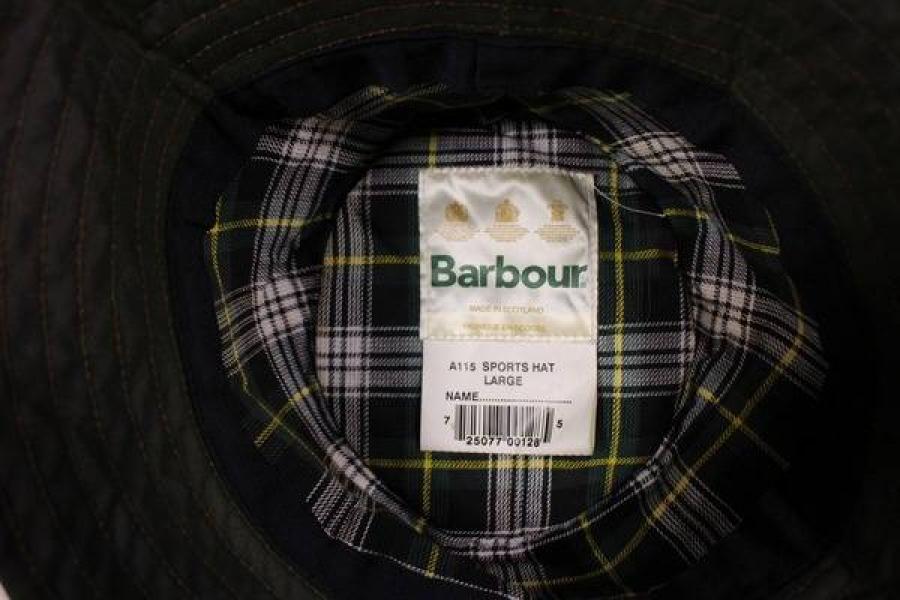 Barbour
MADE IN SCOTLAND
A115 SPORTS HAT
LARGE
NAME..............................
7 25077 00128 5